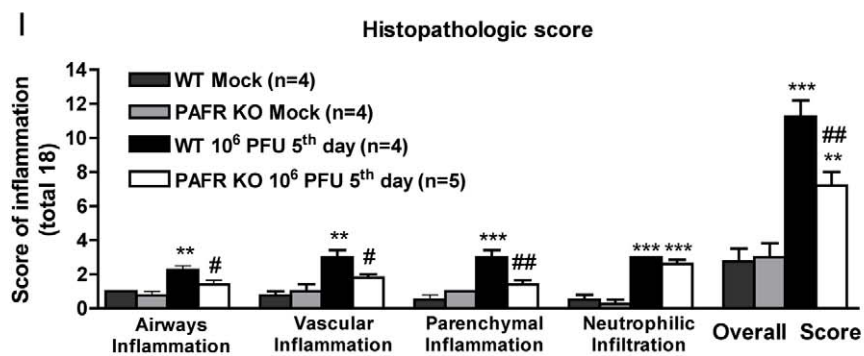 I
Histopathologic score
Score of inflammation
(total 18)
14
12
10
8
6
4
2
0
WT Mock (n=4)
PAFR KO Mock (n=4)
WT 10⁶ PFU 5ᵗʰ day (n=4)
PAFR KO 10⁶ PFU 5ᵗʰ day (n=5)
** #
** #
*** ##
*** ***
***
##
**
Airways
Inflammation
Vascular
Inflammation
Parenchymal
Inflammation
Neutrophilic
Infiltration
Overall Score